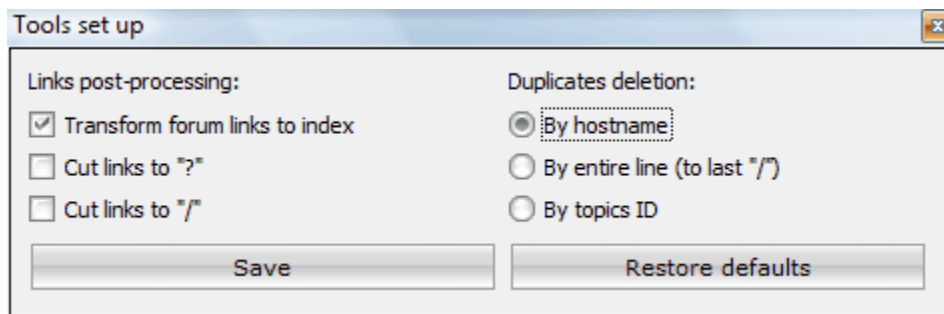 Tools set up
Links post-processing:
Transform forum links to index
Cut links to "?"
Cut links to "/"
Duplicates deletion:
By hostname
By entire line (to last "/")
By topics ID
Save
Restore defaults